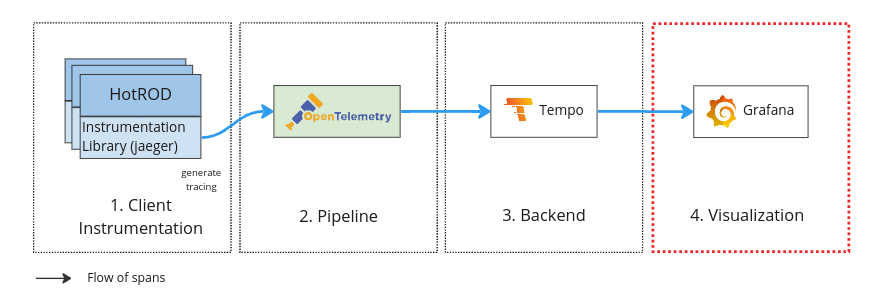 HotROD
Instrumentation
Library (jaeger)
generate
tracing
1. Client
Instrumentation
OpenTelemetry
2. Pipeline
Tempo
3. Backend
Grafana
4. Visualization
Flow of spans